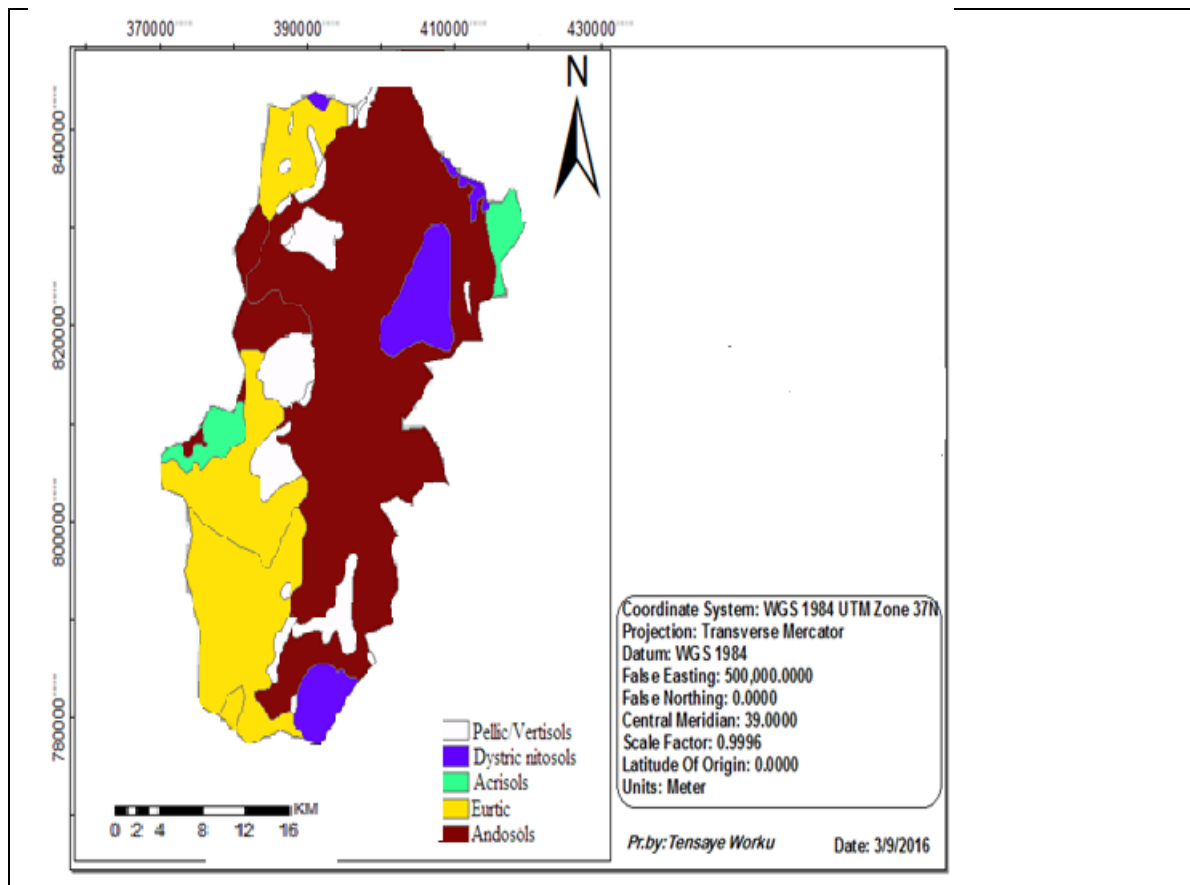 370000 390000 410000 430000
N
840000
820000
800000
780000
Coordinate System: WGS 1984 UTM Zone 37N
Projection: Transverse Mercator
Datum: WGS 1984
False Easting: 500,000.0000
False Northing: 0.0000
Central Meridian: 39.0000
Scale Factor: 0.9996
Latitude Of Origin: 0.0000
Units: Meter
Pellic/Vertisols
Dystric nitosols
Acrisols
Eurtic
Andosols
KM
0 2 4 8 12 16
Pr.by:Tensaye Worku
Date: 3/9/2016